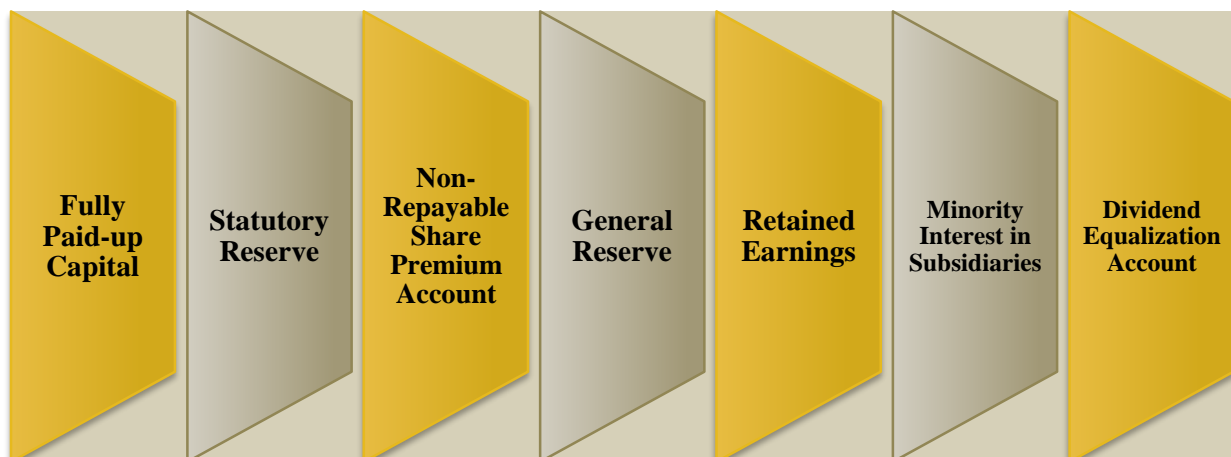 Fully
Paid-up
Capital
Statutory
Reserve
Non-
Repayable
Share
Premium
Account
General
Reserve
Retained
Earnings
Minority
Interest in
Subsidiaries
Dividend
Equalization
Account